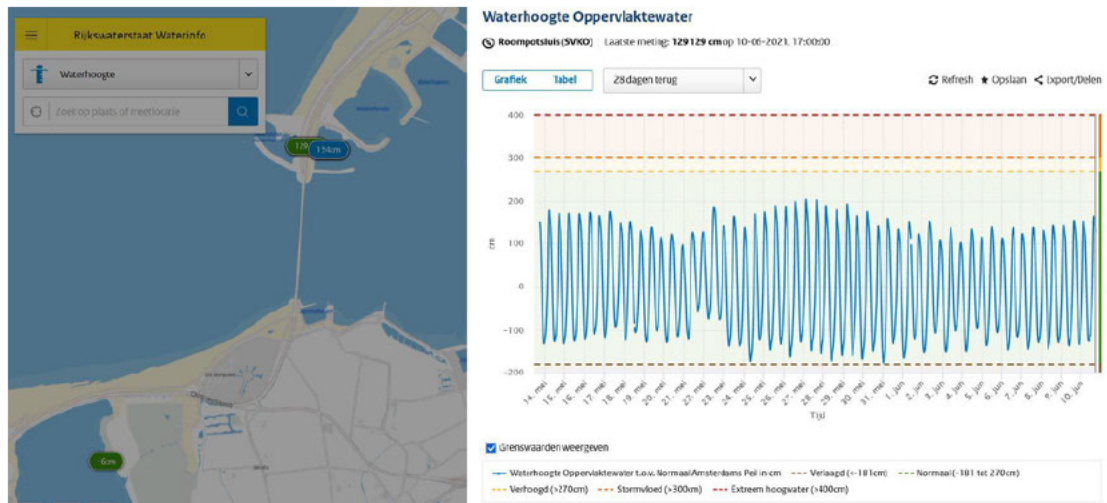 Rijkswaterstaat Waterinfo
Waterhoogte
Zoek op plaats of meetlocatie
154cm
Waterhoogte Oppervlaktewater
Roompotsluis (SVKO) Laatste meting: 129 129 cm op 10-06-2021, 17:00:00
Grafiek Tabel 28 dagen terug Refresh Opslaan Export/Delen
400
300
200
100
0
-100
-200
cm
14. mei 15. mei 16. mei 17. mei 18. mei 19. mei 20. mei 21. mei 22. mei 23. mei 24. mei 25. mei 26. mei 27. mei 28. mei 29. mei 30. mei 31. mei 1. jun 2. jun 3. jun 4. jun 5. jun 6. jun 7. jun 8. jun 9. jun 10. jun
Tijd
Grenswaarden weergeven
Waterhoogte Oppervlaktewater t.o.v. Normaal Amsterdams Peil in cm Verlaagd (<-181cm) Normaal (-181 tot 270cm)
Verhoogd (>270cm) Stormvloed (>300cm) Extreem hoogwater (>400cm)